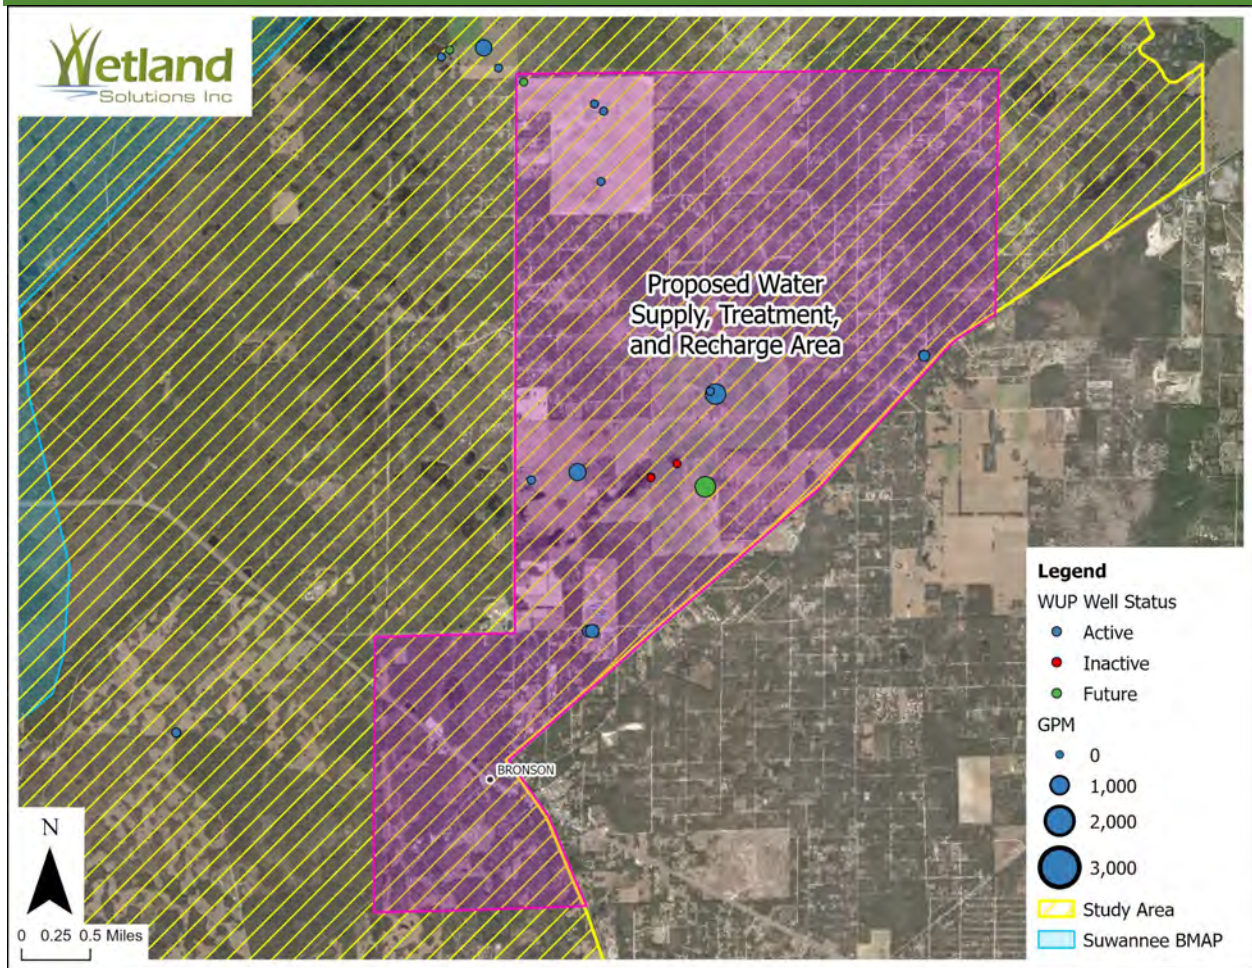 Wetland
Solutions Inc
Proposed Water
Supply, Treatment,
and Recharge Area
BRONSON
Legend
WUP Well Status
Active
Inactive
Future
GPM
0
1,000
2,000
3,000
Study Area
Suwannee BMAP
N
0 0.25 0.5 Miles